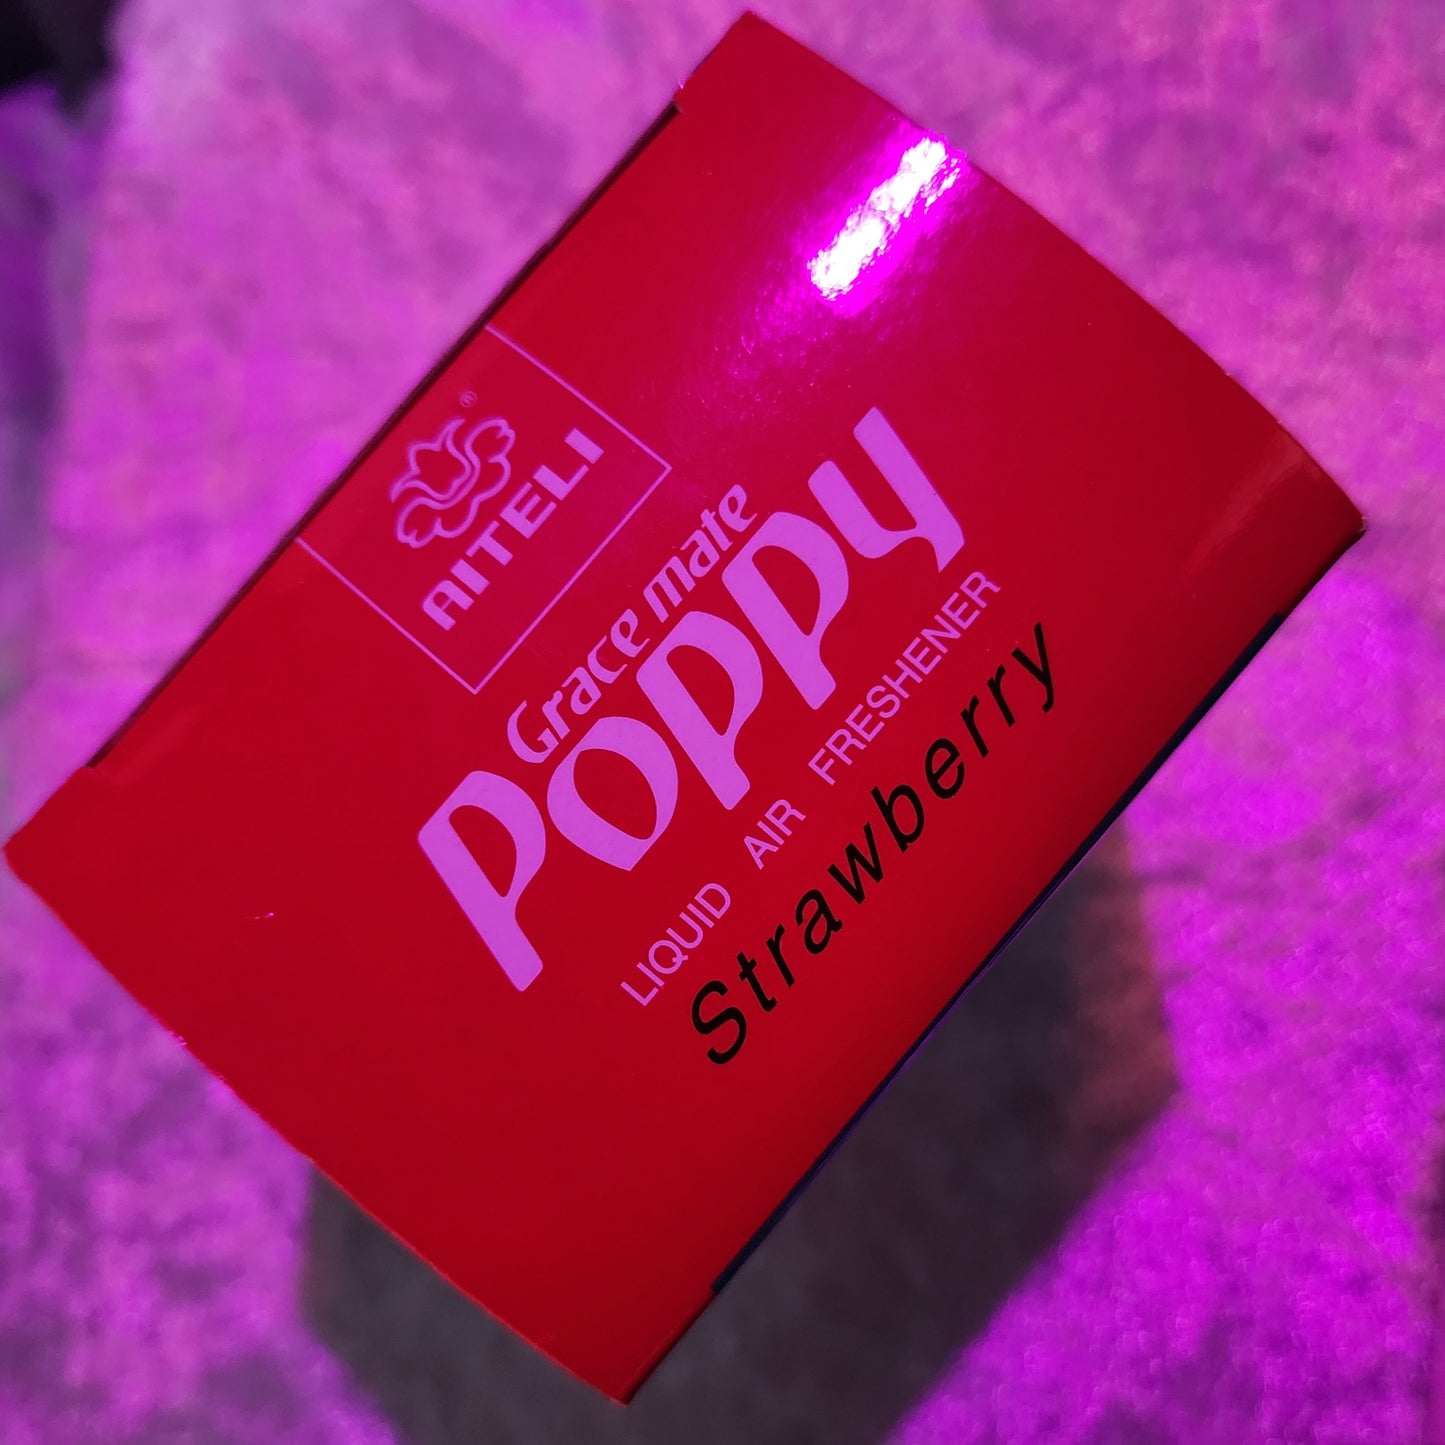 ®
AITELI
Grace mate
POPPY
LIQUID AIR FRESHENER
Strawberry